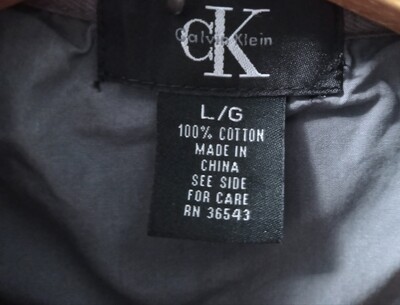 CK
Calvin Klein
L/G
100% COTTON
MADE IN
CHINA
SEE SIDE
FOR CARE
RN 36543